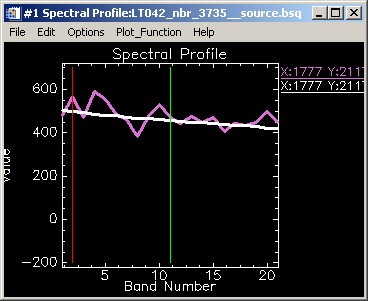 #1 Spectral Profile:LT042_nbr_3735__source.bsq
File Edit Options Plot_Function Help
Spectral Profile
X:1777 Y:211
X:1777 Y:211
600
400
200
0
-200
Value
5 10 15 20
Band Number